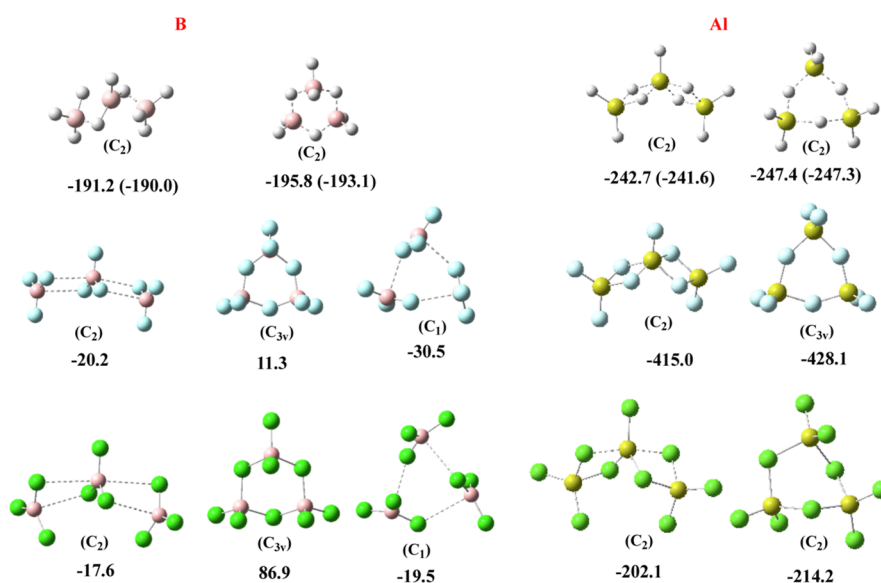 B Al
(C₂) (C₂) (C₂) (C₂)
-191.2 (-190.0) -195.8 (-193.1) -242.7 (-241.6) -247.4 (-247.3)
(C₂) (C₃ᵥ) (C₁) (C₂) (C₃ᵥ)
-20.2 11.3 -30.5 -415.0 -428.1
(C₂) (C₃ᵥ) (C₁) (C₂) (C₂)
-17.6 86.9 -19.5 -202.1 -214.2